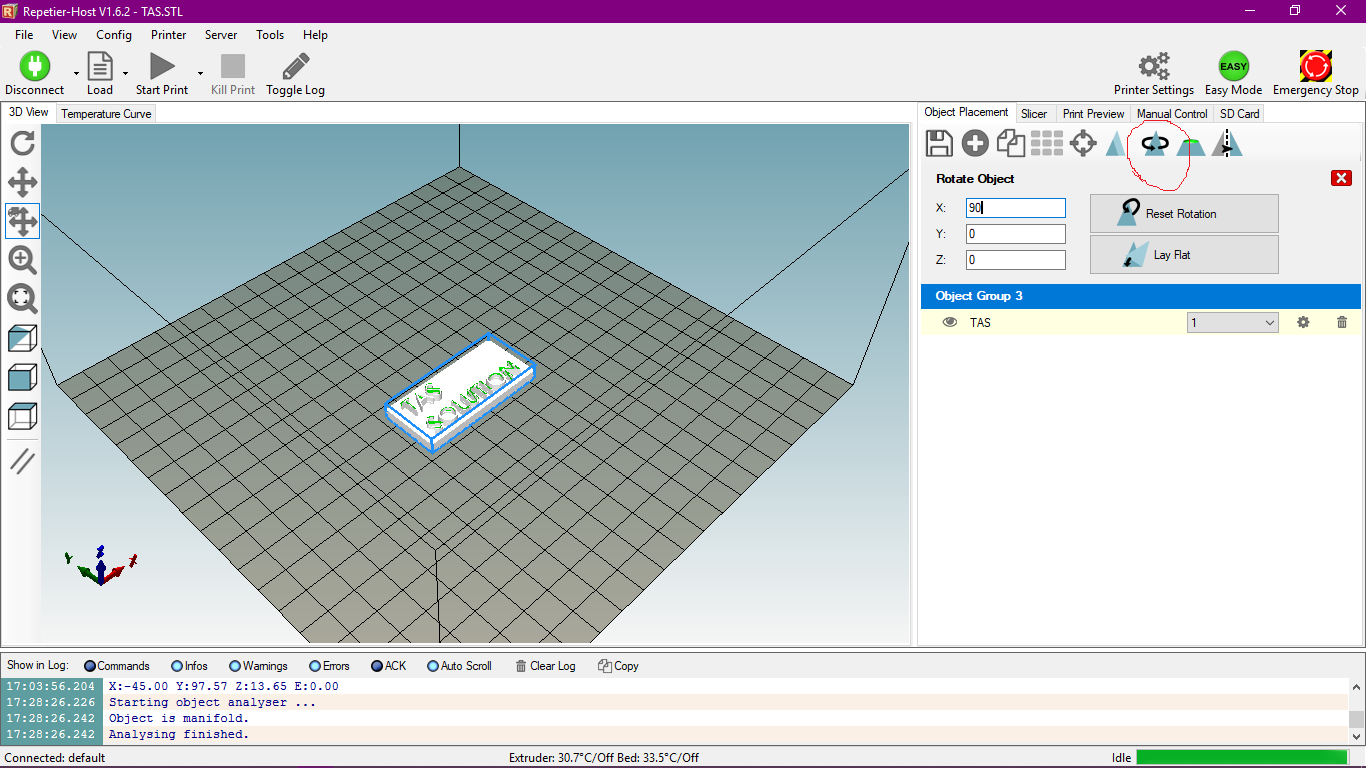 Repetier-Host V1.6.2 - TAS.STL
File View Config Printer Server Tools Help
Disconnect Load Start Print Kill Print Toggle Log Printer Settings EASY Easy Mode Emergency Stop
3D View Temperature Curve
Object Placement Slicer Print Preview Manual Control SD Card
Rotate Object
X: 90
Y: 0
Z: 0
Reset Rotation
Lay Flat
Object Group 3
TAS 1
TAS
SOLUTION
Y Z X
Show in Log: Commands Infos Warnings Errors ACK Auto Scroll Clear Log Copy
17:03:56.204 X:-45.00 Y:97.57 Z:13.65 E:0.00
17:28:26.226 Starting object analyser ...
17:28:26.242 Object is manifold.
17:28:26.242 Analysing finished.
Connected: default Extruder: 30.7°C/Off Bed: 33.5°C/Off Idle